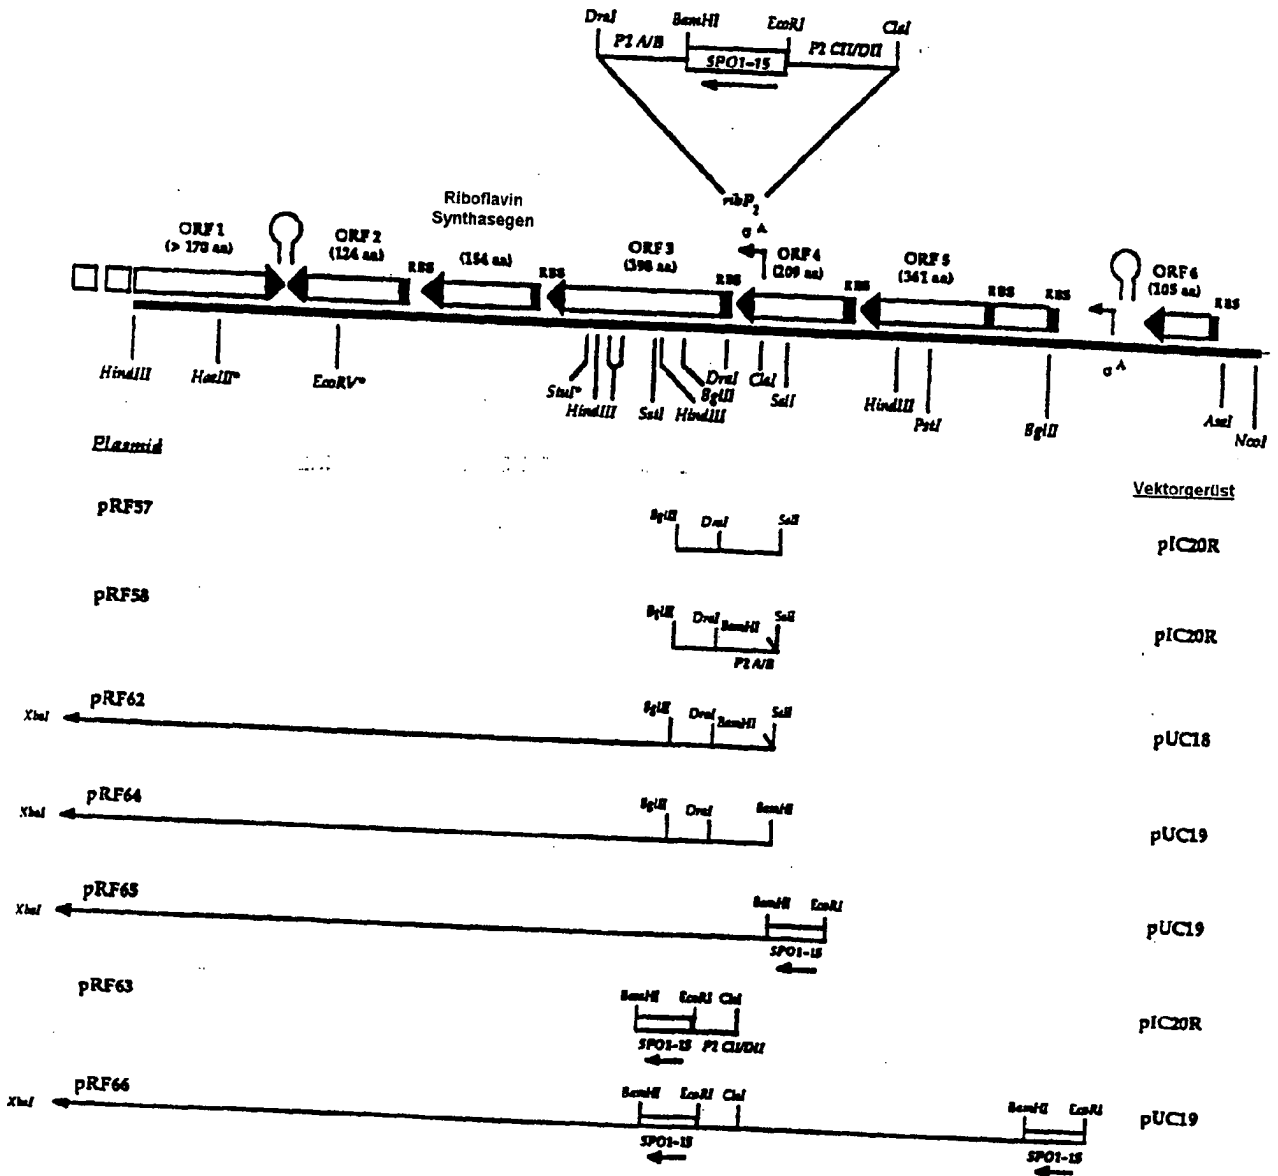 DraI BamHI EcoRI ClaI
P2 A/B SPO1-15 P2 CII/DII
ribP2
σA
Riboflavin
Synthasegen
ORF 1 ORF 2 ORF 3 ORF 4 ORF 5 ORF 6
(> 170 aa) (124 aa) RBS (154 aa) RBS (398 aa) RBS (209 aa) RBS (361 aa) RBS RBS (105 aa) RBS
σA
HindIII HaeIII* EcoRV* StuI* HindIII SstI HindIII BglII DraI ClaI SalI HindIII PstI BglII AseI NcoI
Plasmid
Vektorgerüst
pRF57
BglII DraI SalI
pIC20R
pRF58
BglII DraI BamHI SalI
P2 A/B
pIC20R
pRF62
XbaI BglII DraI BamHI SalI
pUC18
pRF64
XbaI BglII DraI BamHI
pUC19
pRF65
XbaI BamHI EcoRI
SPO1-15
pUC19
pRF63
BamHI EcoRI ClaI
SPO1-15 P2 CII/DII
pIC20R
pRF66
XbaI BamHI EcoRI ClaI BamHI EcoRI
SPO1-15 SPO1-15
pUC19